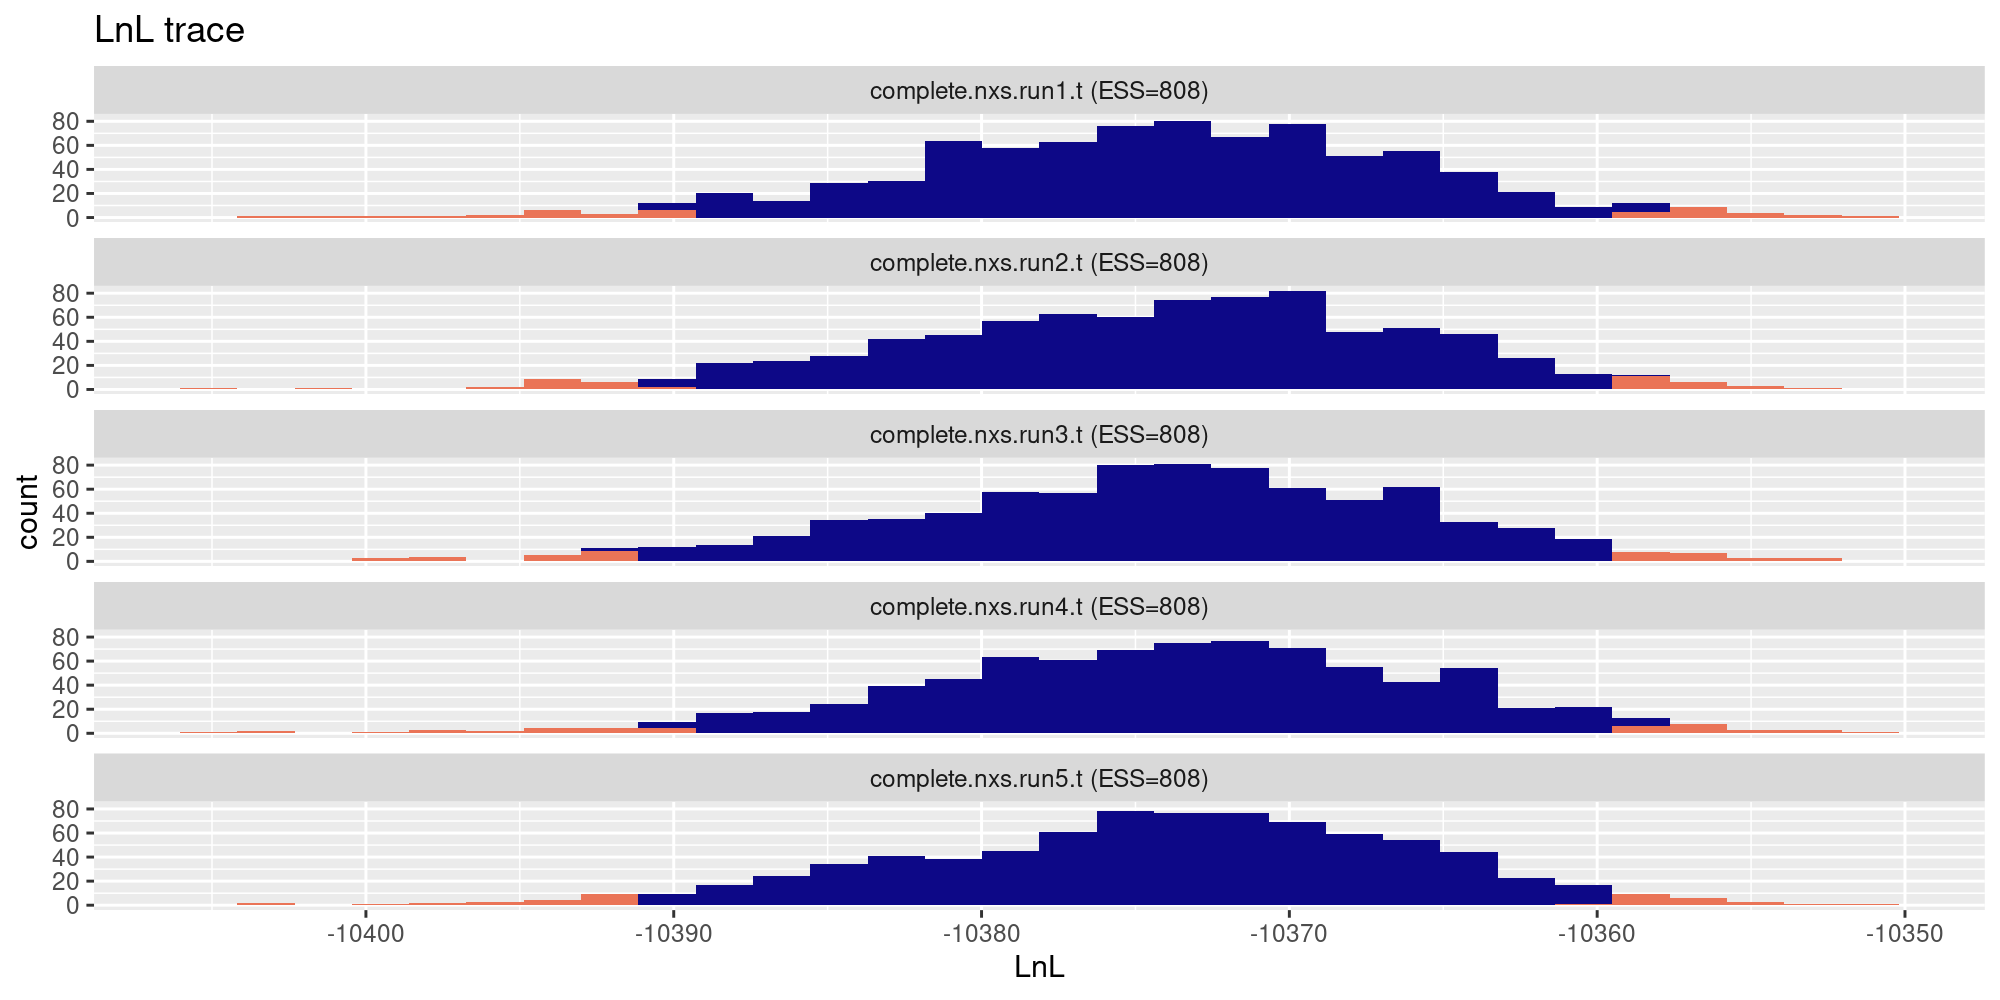 LnL trace
complete.nxs.run1.t (ESS=808)
80
60
40
20
0
complete.nxs.run2.t (ESS=808)
80
60
40
20
0
complete.nxs.run3.t (ESS=808)
80
60
40
20
0
count
complete.nxs.run4.t (ESS=808)
80
60
40
20
0
complete.nxs.run5.t (ESS=808)
80
60
40
20
0
-10400 -10390 -10380 -10370 -10360 -10350
LnL